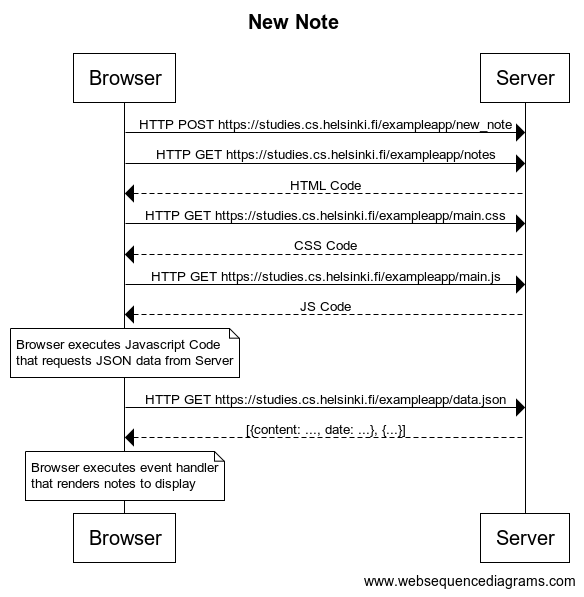 New Note
Browser
Server
HTTP POST https://studies.cs.helsinki.fi/exampleapp/new_note
HTTP GET https://studies.cs.helsinki.fi/exampleapp/notes
HTML Code
HTTP GET https://studies.cs.helsinki.fi/exampleapp/main.css
CSS Code
HTTP GET https://studies.cs.helsinki.fi/exampleapp/main.js
JS Code
Browser executes Javascript Code
that requests JSON data from Server
HTTP GET https://studies.cs.helsinki.fi/exampleapp/data.json
[{content: ..., date: ...}, {...}]
Browser executes event handler
that renders notes to display
Browser
Server
www.websequencediagrams.com